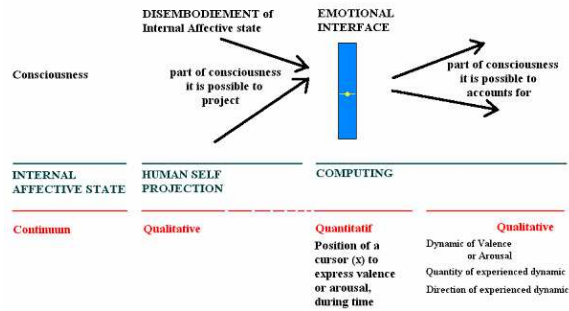 DISEMBODIEMENT of
Internal Affective state
EMOTIONAL
INTERFACE
Consciousness
part of consciousness
it is possible to
project
part of consciousness
it is possible to
accounts for
INTERNAL
AFFECTIVE STATE
HUMAN SELF
PROJECTION
COMPUTING
Continuum
Qualitative
Quantitatif
Qualitative
Position of a
cursor (x) to
express valence
or arousal,
during time
Dynamic of Valence
or Arousal
Quantity of experienced dynamic
Direction of experienced dynamic